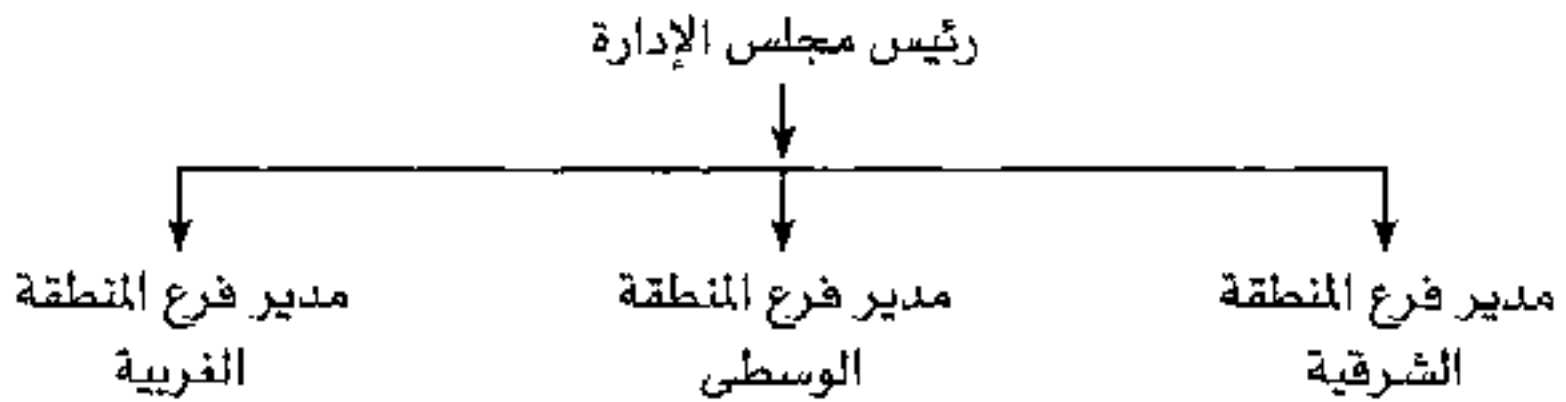 رئيس مجلس الإدارة
مدير فرع المنطقة
الشرقية
مدير فرع المنطقة
الوسطى
مدير فرع المنطقة
الغربية